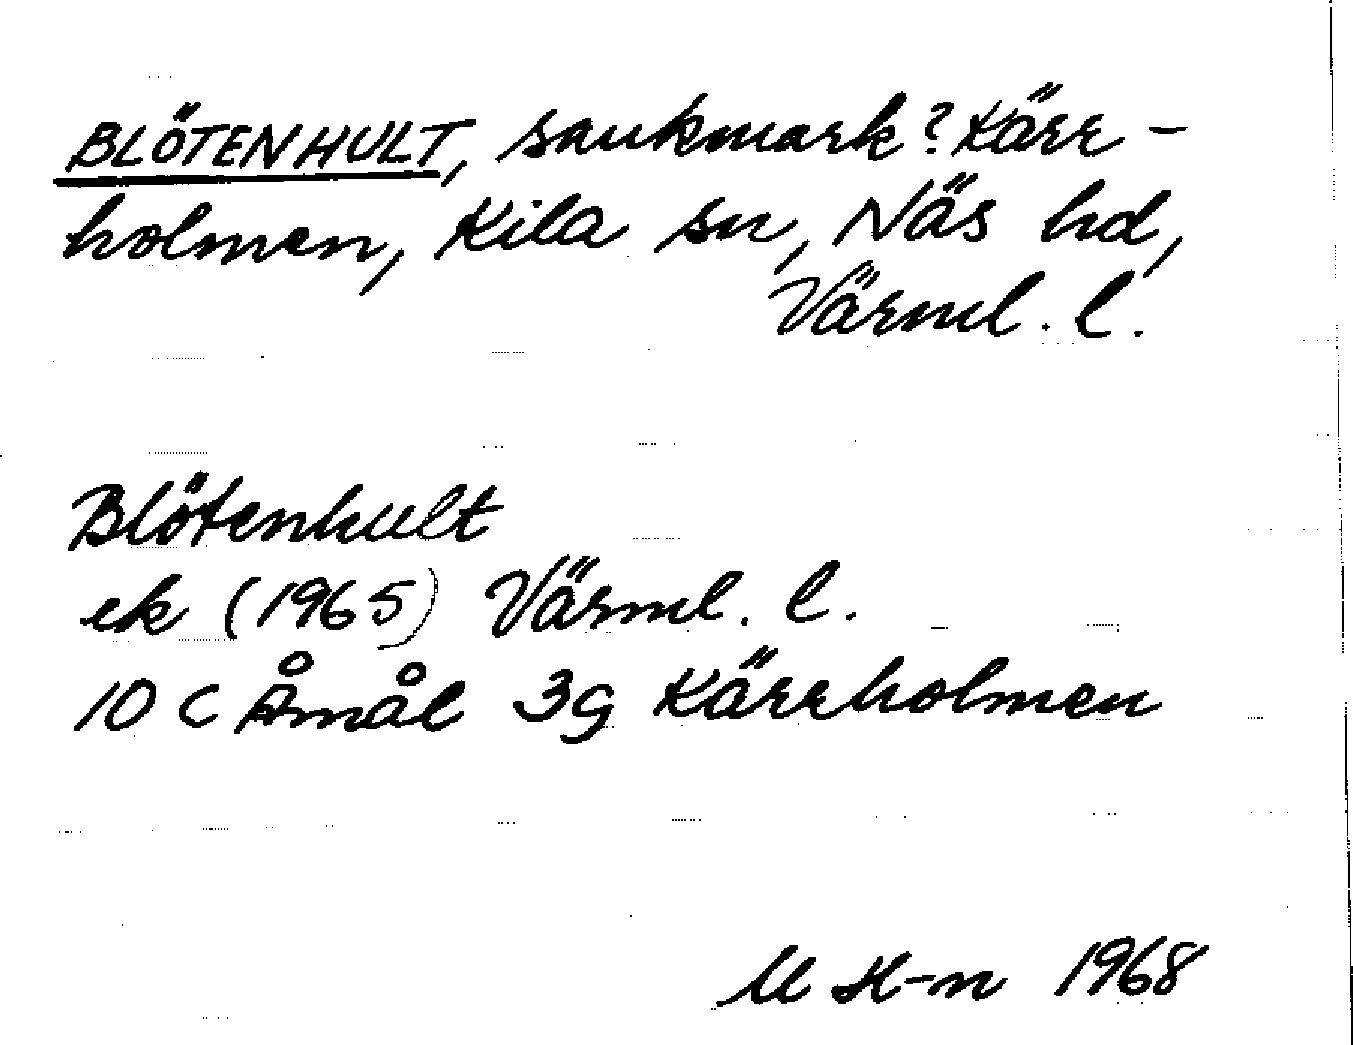 BLÖTENHULT, sankmark? Kärr-
holmen, Kila sn, Näs hd,
Värml. l.
Blötenhult
ek (1965) Värml. l.
10 C Åmål 3g Kärrholmen
M H-n 1968